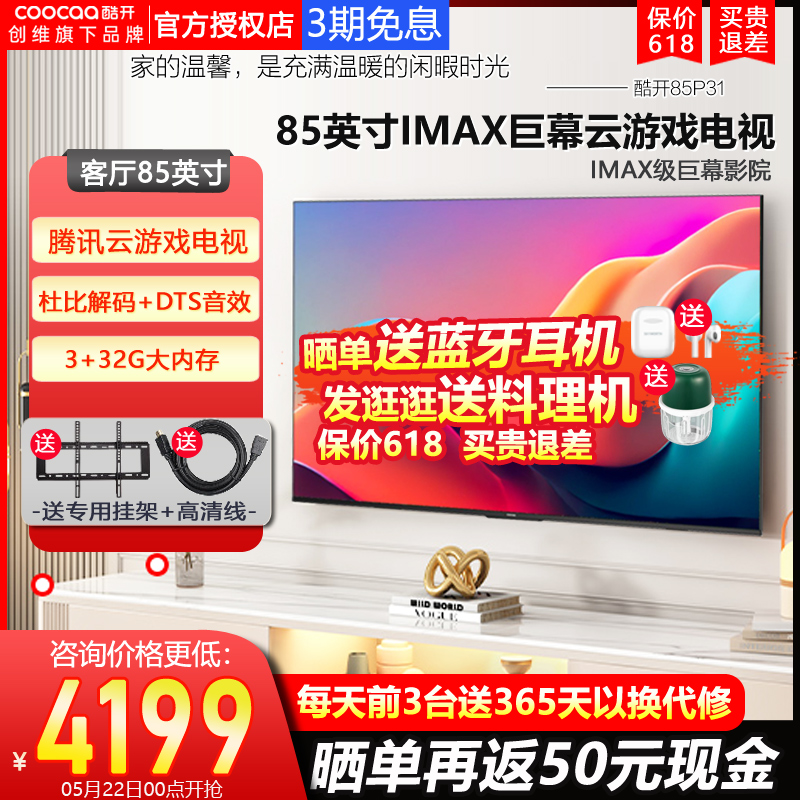 coocaa 酷开
创维旗下品牌
官方授权店
3期免息
保价
618
买贵
退差
家的温馨，是充满温暖的闲暇时光
酷开85P31
85英寸IMAX巨幕云游戏电视
IMAX级巨幕影院
客厅85英寸
腾讯云游戏电视
杜比解码+DTS音效
3+32G大内存
送
送
-送专用挂架+高清线-
晒单送蓝牙耳机
送
发逛逛送料理机
送
保价618 买贵退差
WILD WORLD
VOGUE
咨询价格更低：
¥4199
05月22日00点开抢
每天前3台送365天以换代修
晒单再返50元现金